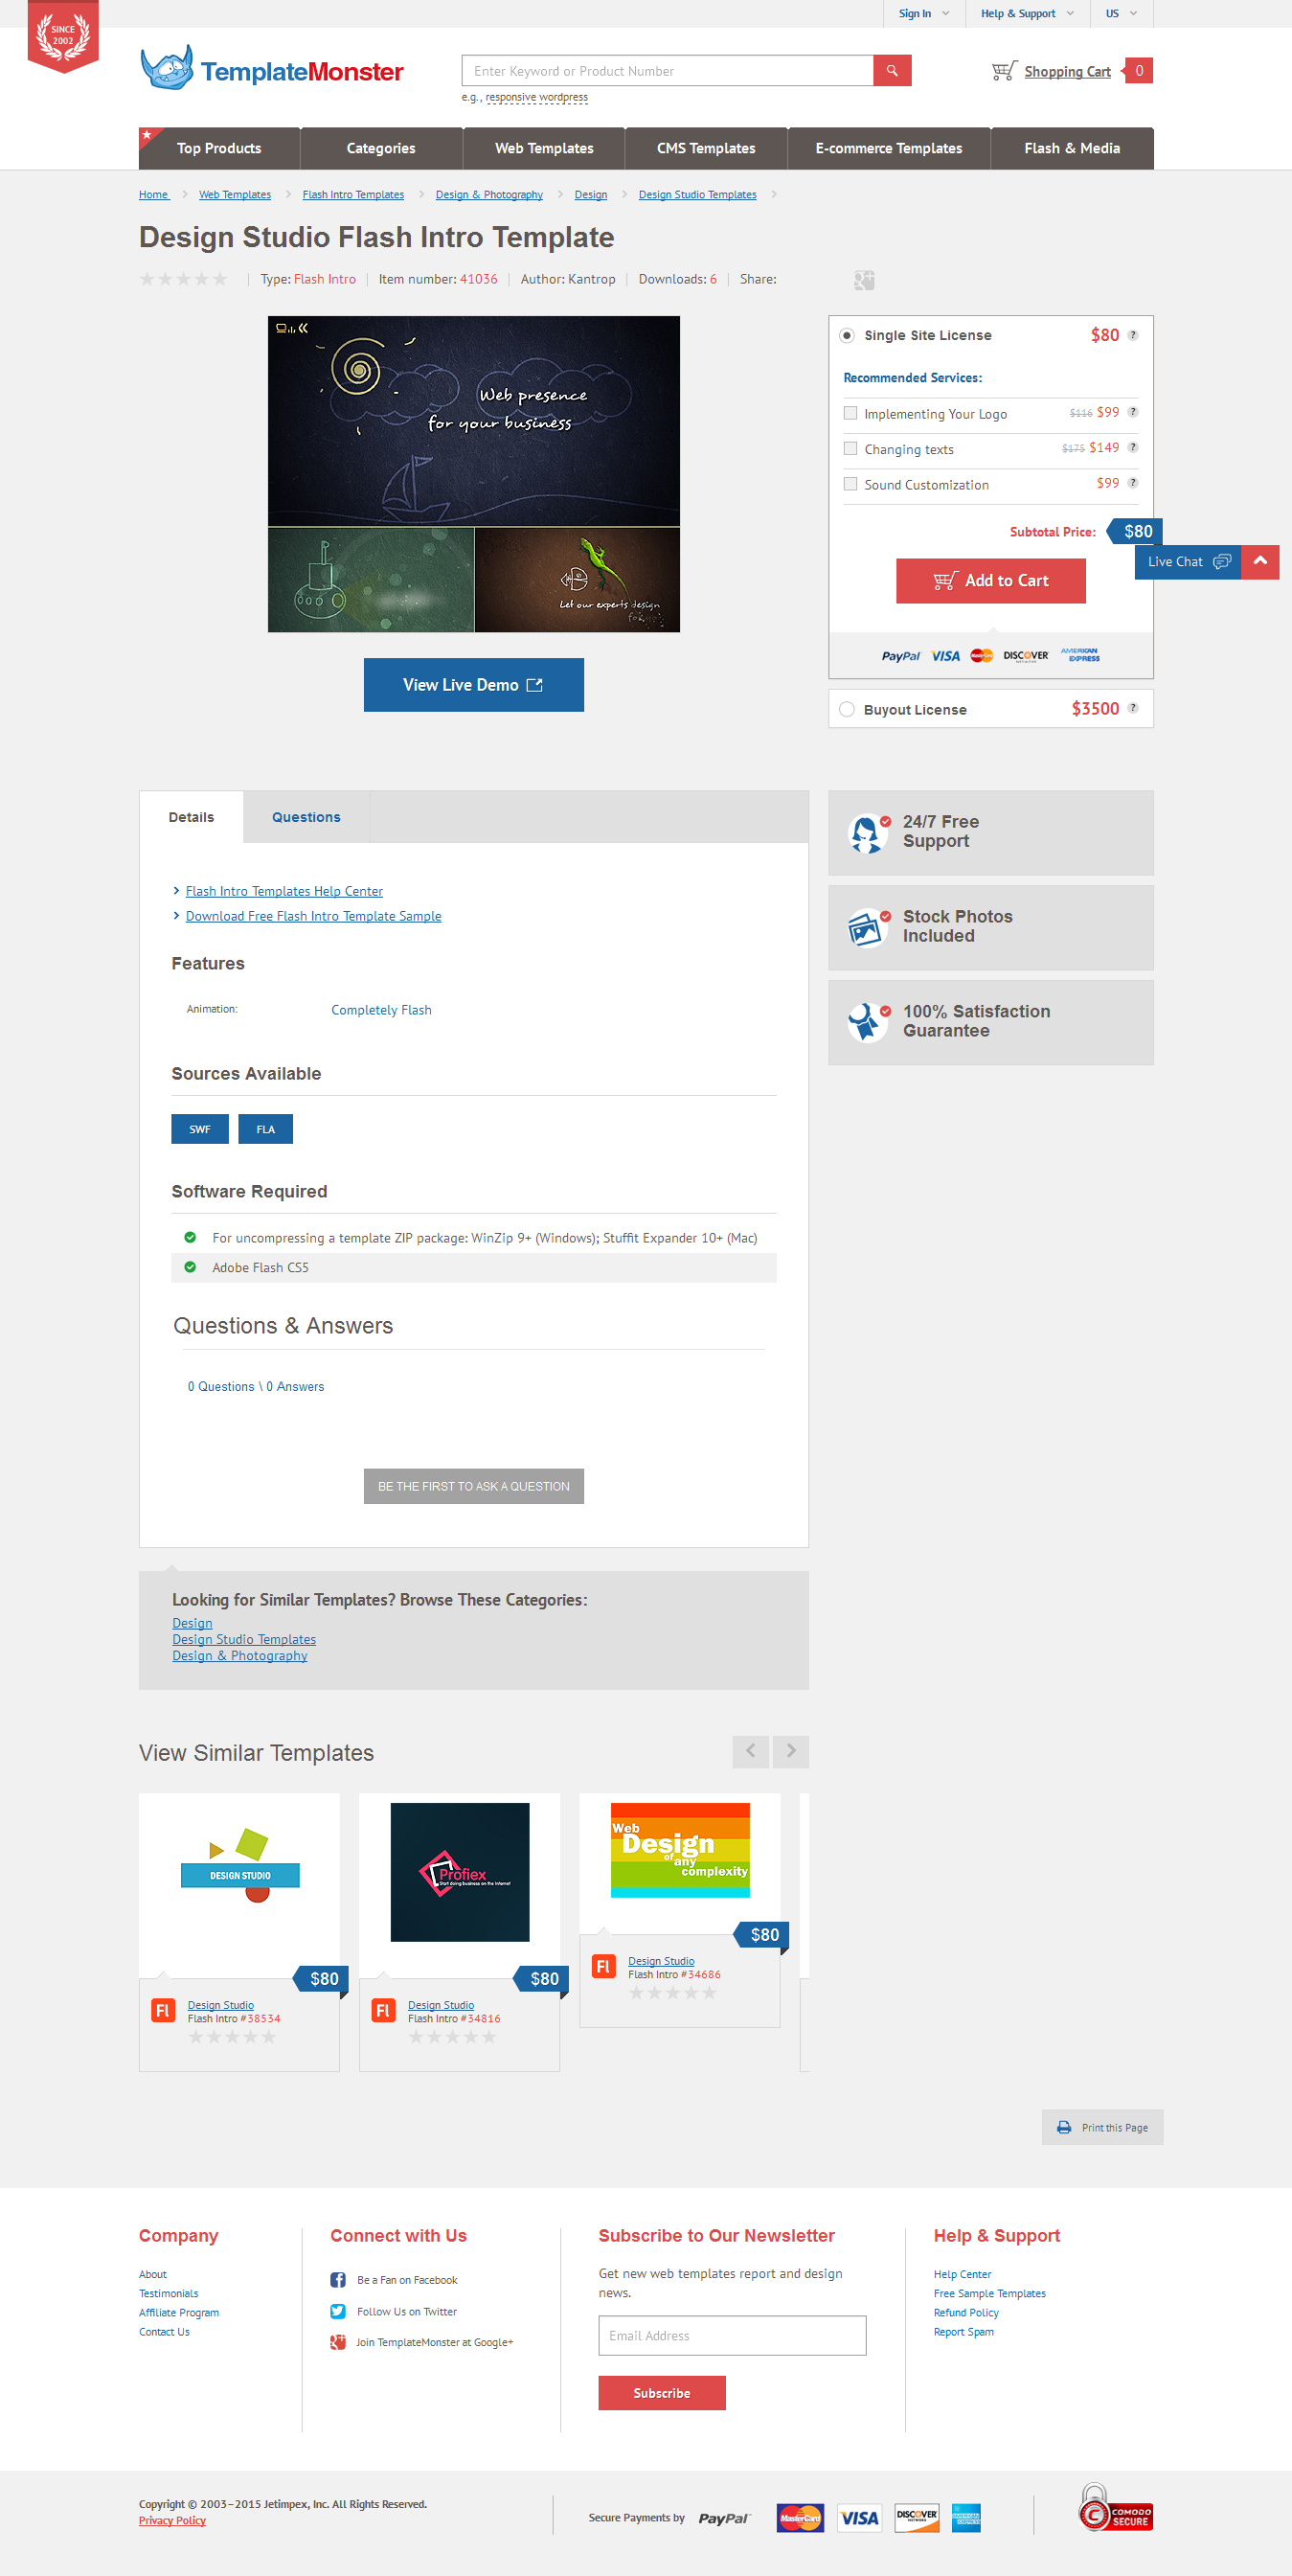 SINCE
2002
Sign In
Help & Support
US
TemplateMonster
Enter Keyword or Product Number
e.g., responsive wordpress
Shopping Cart
0
Top Products
Categories
Web Templates
CMS Templates
E-commerce Templates
Flash & Media
Home
Web Templates
Flash Intro Templates
Design & Photography
Design
Design Studio Templates
Design Studio Flash Intro Template
Type: Flash Intro
Item number: 41036
Author: Kantrop
Downloads: 6
Share:
Web presence
for your business
Let our experts design
for you
View Live Demo
Single Site License $80 ?
Recommended Services:
Implementing Your Logo $116 $99 ?
Changing texts $175 $149 ?
Sound Customization $99 ?
Subtotal Price: $80
Add to Cart
Live Chat
PayPal VISA MasterCard DISCOVER AMERICAN EXPRESS
Buyout License $3500 ?
Details
Questions
Flash Intro Templates Help Center
Download Free Flash Intro Template Sample
Features
Animation: Completely Flash
Sources Available
SWF
FLA
Software Required
For uncompressing a template ZIP package: WinZip 9+ (Windows); Stuffit Expander 10+ (Mac)
Adobe Flash CS5
Questions & Answers
0 Questions \ 0 Answers
BE THE FIRST TO ASK A QUESTION
24/7 Free
Support
Stock Photos
Included
100% Satisfaction
Guarantee
Looking for Similar Templates? Browse These Categories:
Design
Design Studio Templates
Design & Photography
View Similar Templates
DESIGN STUDIO
$80
Fl
Design Studio
Flash Intro #38534
Profiex
Start doing business on the Internet
$80
Fl
Design Studio
Flash Intro #34816
Web
Design
of any
complexity
$80
Fl
Design Studio
Flash Intro #34686
Print this Page
Company
About
Testimonials
Affiliate Program
Contact Us
Connect with Us
Be a Fan on Facebook
Follow Us on Twitter
Join TemplateMonster at Google+
Subscribe to Our Newsletter
Get new web templates report and design
news.
Email Address
Subscribe
Help & Support
Help Center
Free Sample Templates
Refund Policy
Report Spam
Copyright © 2003-2015 Jetimpex, Inc. All Rights Reserved.
Privacy Policy
Secure Payments by PayPal MasterCard VISA DISCOVER NETWORK AMERICAN EXPRESS
C COMODO
SECURE